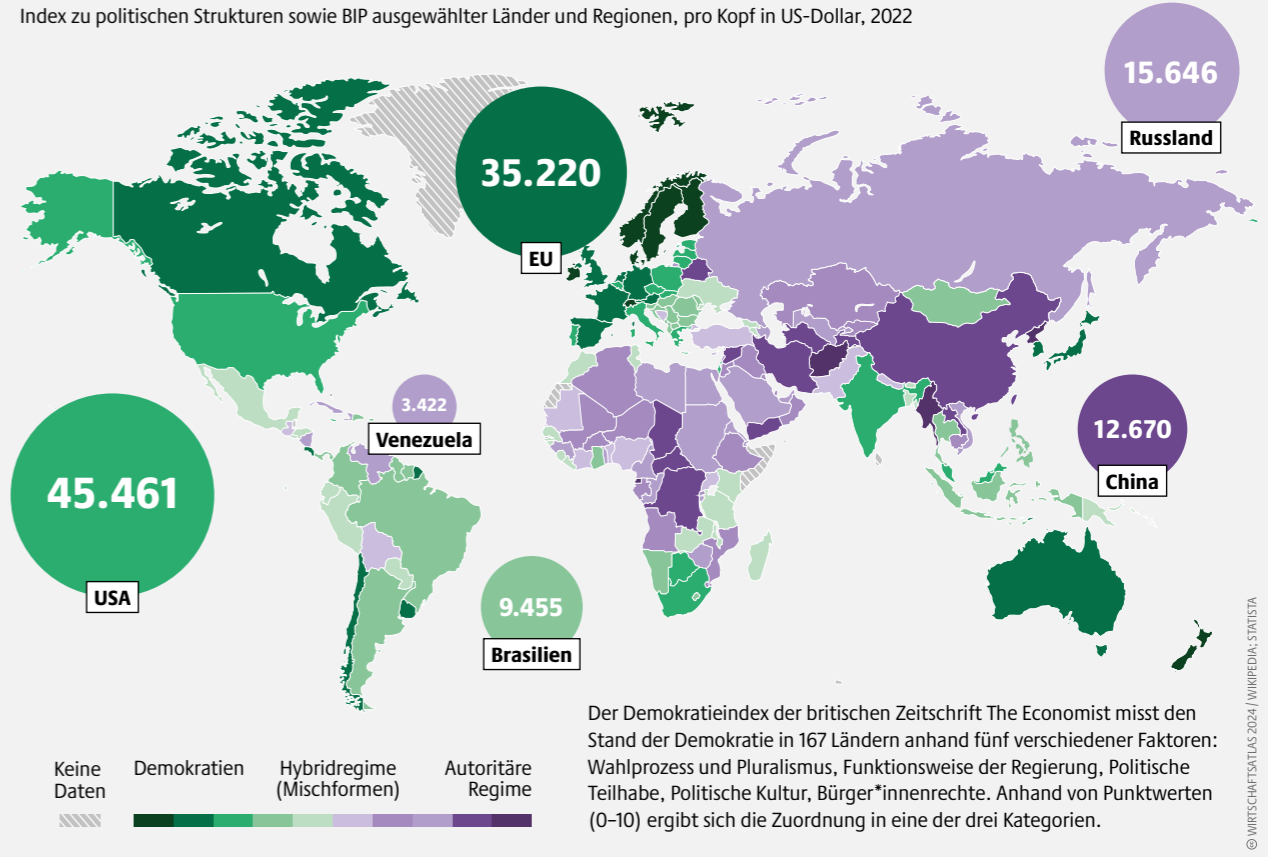 Index zu politischen Strukturen sowie BIP ausgewählter Länder und Regionen, pro Kopf in US-Dollar, 2022
15.646
Russland
35.220
EU
3.422
Venezuela
12.670
China
45.461
USA
9.455
Brasilien
Der Demokratieindex der britischen Zeitschrift The Economist misst den
Stand der Demokratie in 167 Ländern anhand fünf verschiedener Faktoren:
Wahlprozess und Pluralismus, Funktionsweise der Regierung, Politische
Teilhabe, Politische Kultur, Bürger*innenrechte. Anhand von Punktwerten
(0–10) ergibt sich die Zuordnung in eine der drei Kategorien.
Keine
Daten
Demokratien
Hybridregime
(Mischformen)
Autoritäre
Regime
WIRTSCHAFTSATLAS 2024 / WIKIPEDIA; STATISTA